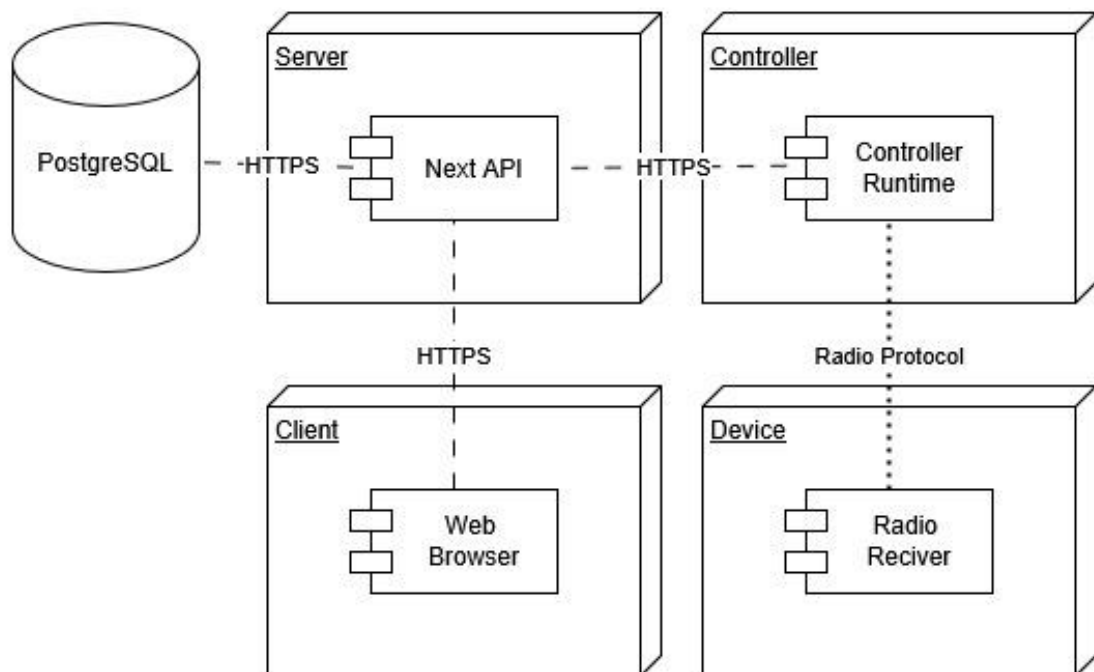 Server
Controller
PostgreSQL
HTTPS
Next API
HTTPS
Controller
Runtime
HTTPS
Radio Protocol
Client
Device
Web
Browser
Radio
Reciver